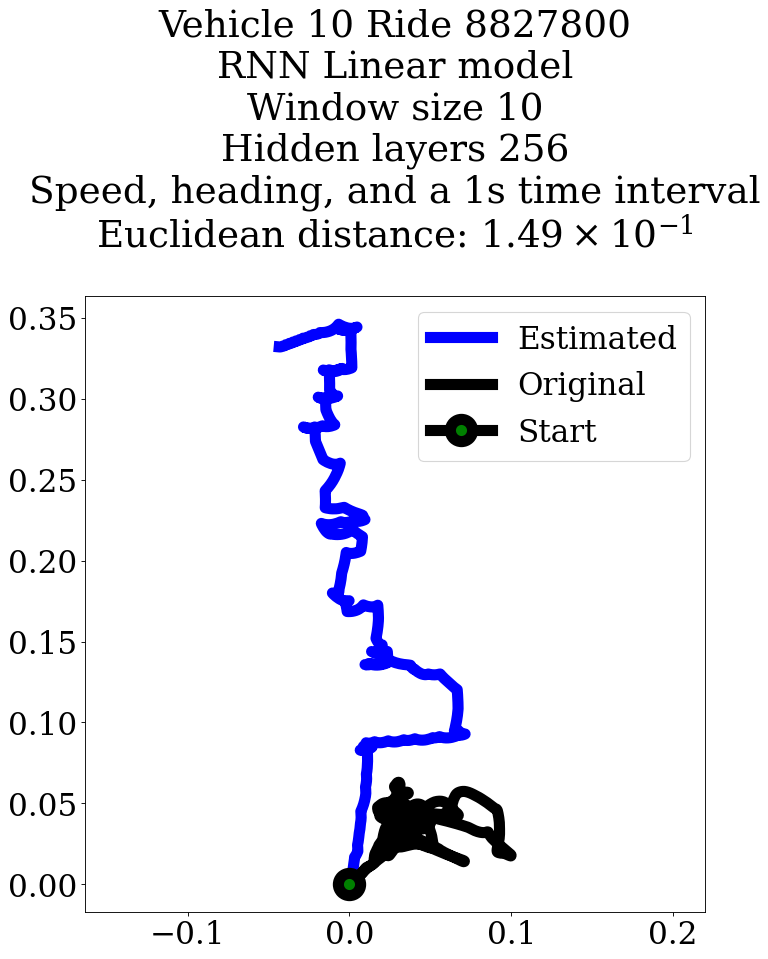 Vehicle 10 Ride 8827800
RNN Linear model
Window size 10
Hidden layers 256
Speed, heading, and a 1s time interval
Euclidean distance: 1.49 × 10⁻¹
Estimated
Original
Start
0.35
0.30
0.25
0.20
0.15
0.10
0.05
0.00
−0.1 0.0 0.1 0.2